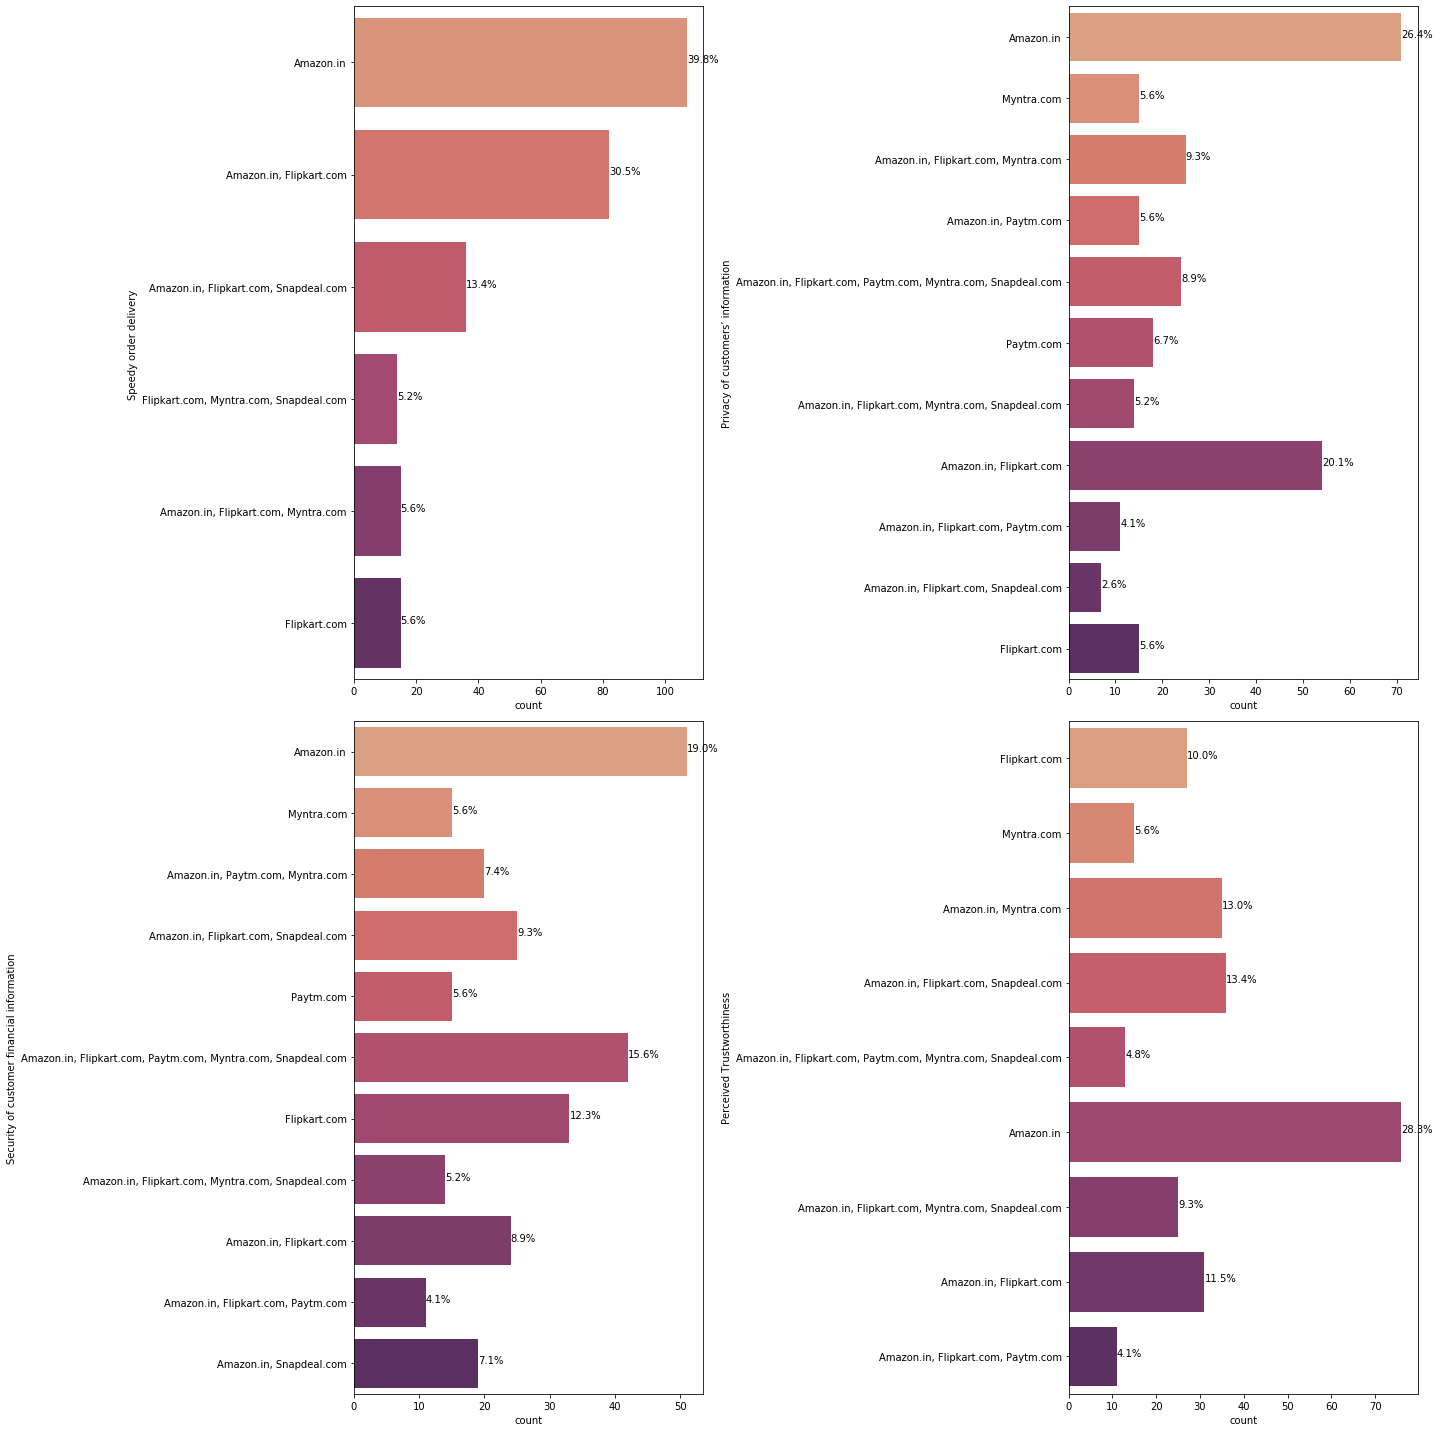 Speedy order delivery
Amazon.in
39.8%
Amazon.in, Flipkart.com
30.5%
Amazon.in, Flipkart.com, Snapdeal.com
13.4%
Flipkart.com, Myntra.com, Snapdeal.com
5.2%
Amazon.in, Flipkart.com, Myntra.com
5.6%
Flipkart.com
5.6%
0 20 40 60 80 100
count
Privacy of customers’ information
Amazon.in
26.4%
Myntra.com
5.6%
Amazon.in, Flipkart.com, Myntra.com
9.3%
Amazon.in, Paytm.com
5.6%
Amazon.in, Flipkart.com, Paytm.com, Myntra.com, Snapdeal.com
8.9%
Paytm.com
6.7%
Amazon.in, Flipkart.com, Myntra.com, Snapdeal.com
5.2%
Amazon.in, Flipkart.com
20.1%
Amazon.in, Flipkart.com, Paytm.com
4.1%
Amazon.in, Flipkart.com, Snapdeal.com
2.6%
Flipkart.com
5.6%
0 10 20 30 40 50 60 70
count
Security of customer financial information
Amazon.in
19.0%
Myntra.com
5.6%
Amazon.in, Paytm.com, Myntra.com
7.4%
Amazon.in, Flipkart.com, Snapdeal.com
9.3%
Paytm.com
5.6%
Amazon.in, Flipkart.com, Paytm.com, Myntra.com, Snapdeal.com
15.6%
Flipkart.com
12.3%
Amazon.in, Flipkart.com, Myntra.com, Snapdeal.com
5.2%
Amazon.in, Flipkart.com
8.9%
Amazon.in, Flipkart.com, Paytm.com
4.1%
Amazon.in, Snapdeal.com
7.1%
0 10 20 30 40 50
count
Perceived Trustworthiness
Flipkart.com
10.0%
Myntra.com
5.6%
Amazon.in, Myntra.com
13.0%
Amazon.in, Flipkart.com, Snapdeal.com
13.4%
Amazon.in, Flipkart.com, Paytm.com, Myntra.com, Snapdeal.com
4.8%
Amazon.in
28.3%
Amazon.in, Flipkart.com, Myntra.com, Snapdeal.com
9.3%
Amazon.in, Flipkart.com
11.5%
Amazon.in, Flipkart.com, Paytm.com
4.1%
0 10 20 30 40 50 60 70
count